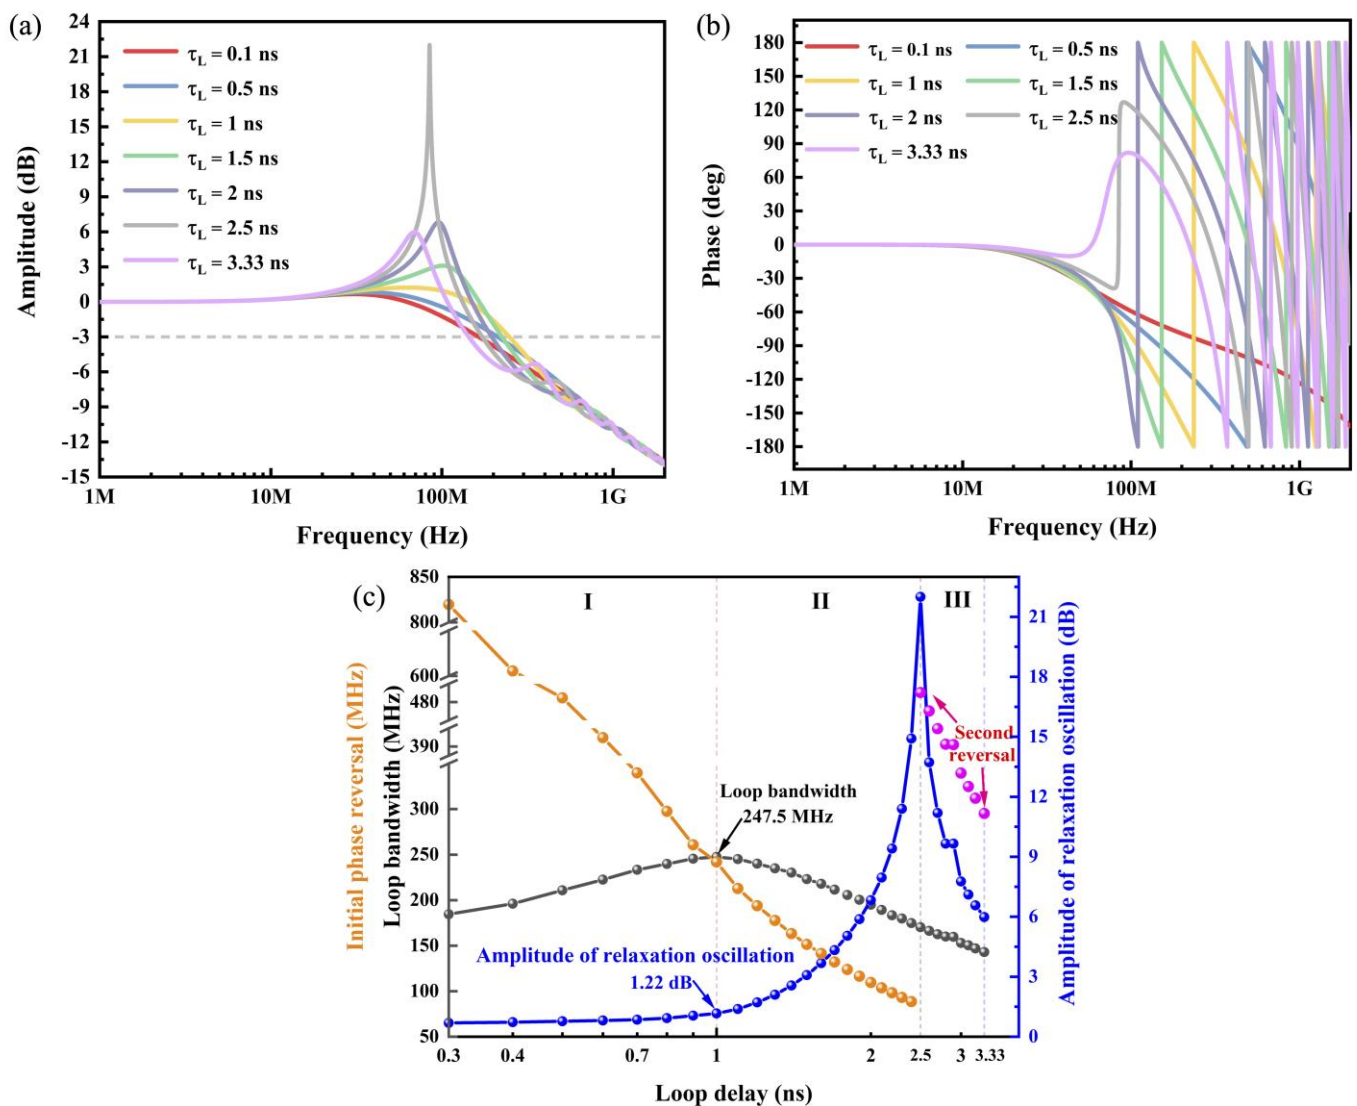 (a)
24
21
18
15
12
9
6
3
0
-3
-6
-9
-12
-15
Amplitude (dB)
τL = 0.1 ns
τL = 0.5 ns
τL = 1 ns
τL = 1.5 ns
τL = 2 ns
τL = 2.5 ns
τL = 3.33 ns
1M 10M 100M 1G
Frequency (Hz)
(b)
180
150
120
90
60
30
0
-30
-60
-90
-120
-150
-180
Phase (deg)
τL = 0.1 ns τL = 0.5 ns
τL = 1 ns τL = 1.5 ns
τL = 2 ns τL = 2.5 ns
τL = 3.33 ns
1M 10M 100M 1G
Frequency (Hz)
(c)
850
800
600
480
390
300
250
200
150
100
50
Initial phase reversal (MHz)
Loop bandwidth (MHz)
I II III
Second
reversal
Loop bandwidth
247.5 MHz
Amplitude of relaxation oscillation
1.22 dB
21
18
15
12
9
6
3
0
Amplitude of relaxation oscillation (dB)
0.3 0.4 0.7 1 2 2.5 3 3.33
Loop delay (ns)